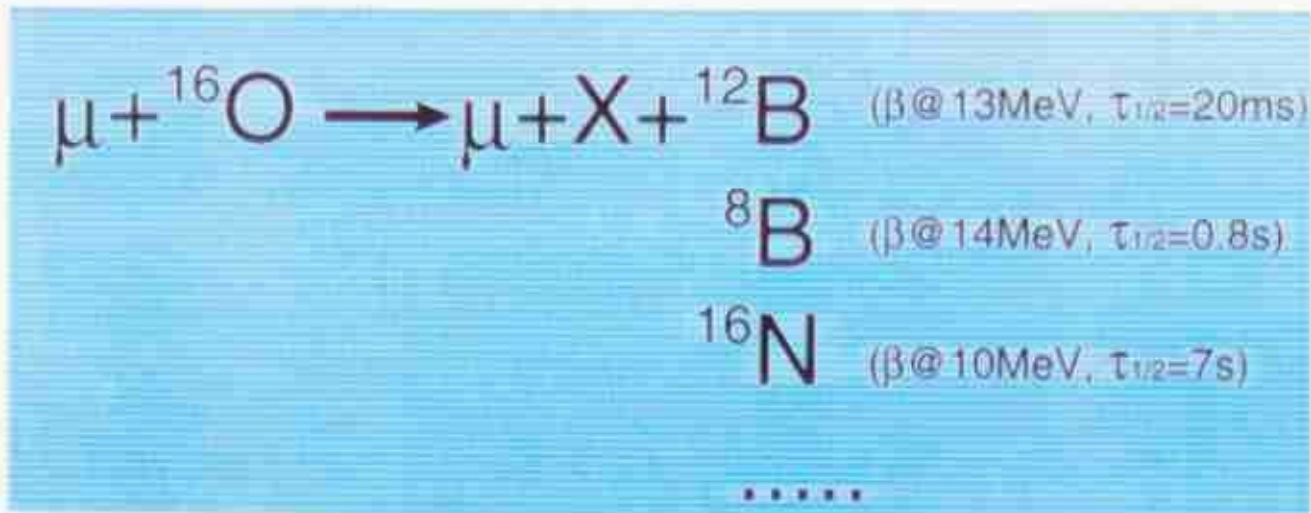 μ+¹⁶O ⟶ μ+X+ ¹²B (β@13MeV, τ1/2=20ms)
⁸B (β@14MeV, τ1/2=0.8s)
¹⁶N (β@10MeV, τ1/2=7s)
.....